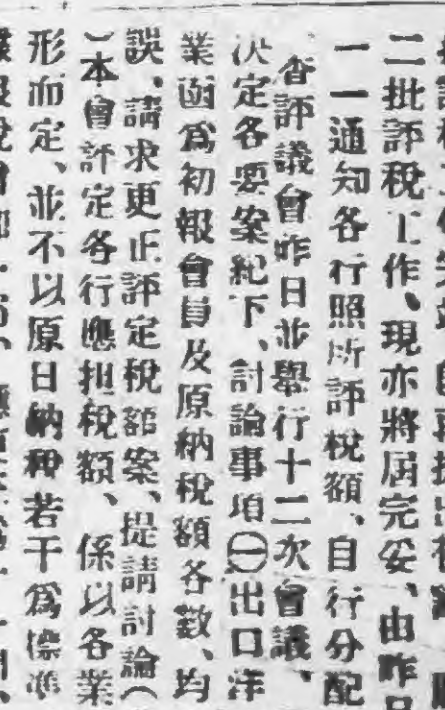 二批評稅工作、現亦將屆完妥、由昨
一一通知各行照所評稅額、自行分配
查評議會昨日並舉行十二次會議、
決定各要案紀下、討論事項㊀出口洋
業函爲初報會員及原納稅額各數、均
誤、請求更正評定稅額案、提請討論（
）本會評定各行應担稅額、係以各業
形而定、並不以原日納稅若干爲標準